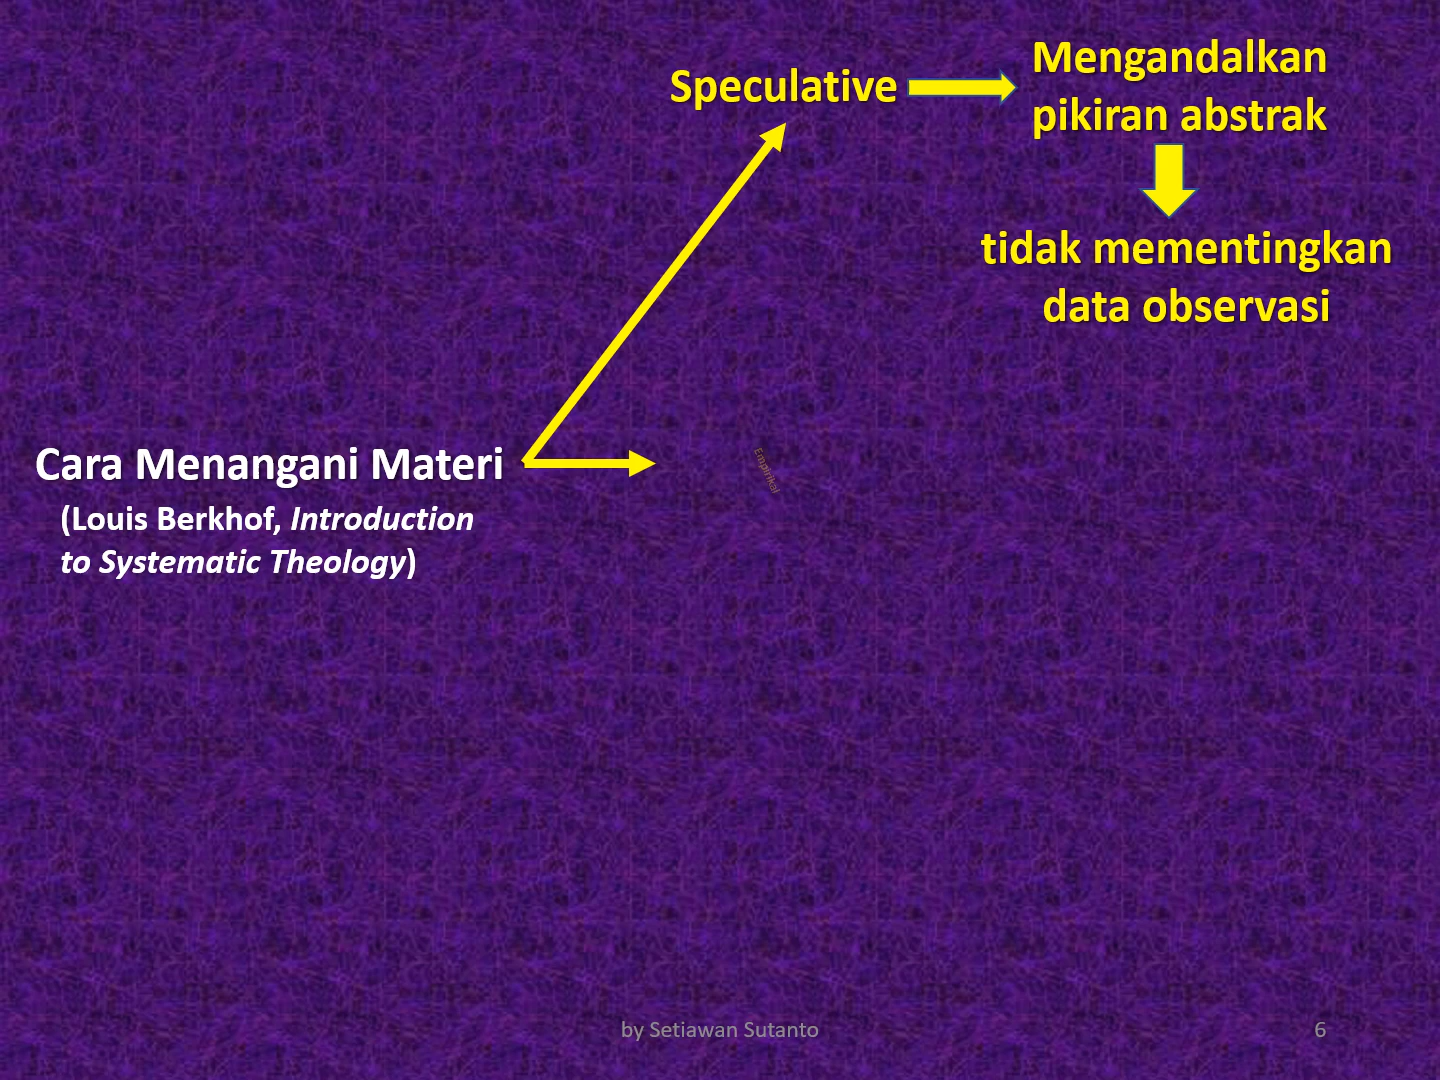 Speculative
Mengandalkan
pikiran abstrak
tidak mementingkan
data observasi
Cara Menangani Materi
(Louis Berkhof, Introduction
to Systematic Theology)
Empirikal
by Setiawan Sutanto
6